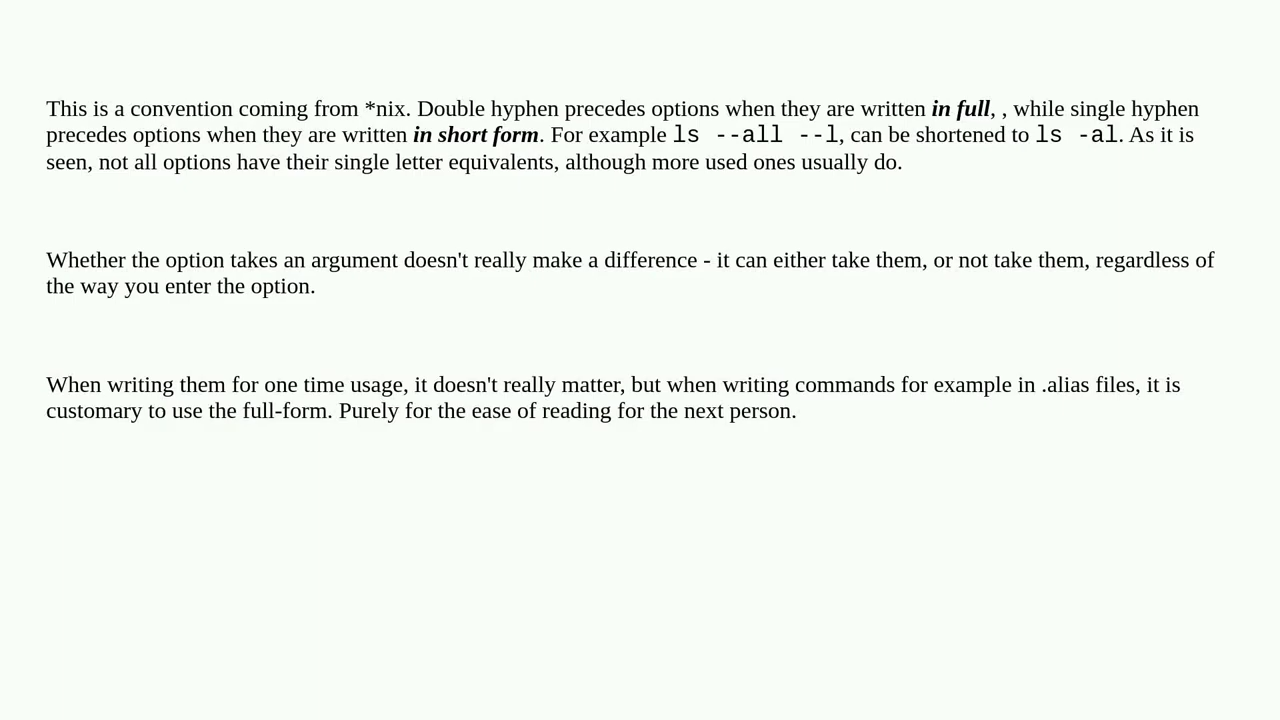 This is a convention coming from *nix. Double hyphen precedes options when they are written in full, , while single hyphen
precedes options when they are written in short form. For example ls --all --l, can be shortened to ls -al. As it is
seen, not all options have their single letter equivalents, although more used ones usually do.
Whether the option takes an argument doesn't really make a difference - it can either take them, or not take them, regardless of
the way you enter the option.
When writing them for one time usage, it doesn't really matter, but when writing commands for example in .alias files, it is
customary to use the full-form. Purely for the ease of reading for the next person.